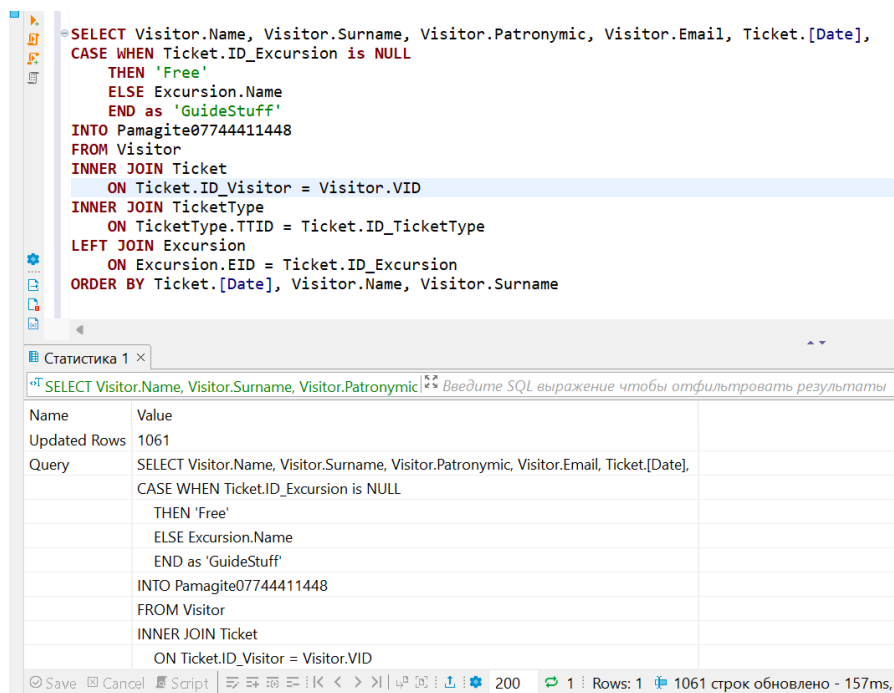 SELECT Visitor.Name, Visitor.Surname, Visitor.Patronymic, Visitor.Email, Ticket.[Date],
CASE WHEN Ticket.ID_Excursion is NULL
THEN 'Free'
ELSE Excursion.Name
END as 'GuideStuff'
INTO Pamagite07744411448
FROM Visitor
INNER JOIN Ticket
ON Ticket.ID_Visitor = Visitor.VID
INNER JOIN TicketType
ON TicketType.TTID = Ticket.ID_TicketType
LEFT JOIN Excursion
ON Excursion.EID = Ticket.ID_Excursion
ORDER BY Ticket.[Date], Visitor.Name, Visitor.Surname
Статистика 1
SELECT Visitor.Name, Visitor.Surname, Visitor.Patronymic Введите SQL выражение чтобы отфильтровать результаты
Name Value
Updated Rows 1061
Query SELECT Visitor.Name, Visitor.Surname, Visitor.Patronymic, Visitor.Email, Ticket.[Date],
CASE WHEN Ticket.ID_Excursion is NULL
THEN 'Free'
ELSE Excursion.Name
END as 'GuideStuff'
INTO Pamagite07744411448
FROM Visitor
INNER JOIN Ticket
ON Ticket.ID_Visitor = Visitor.VID
Save Cancel Script 200 1 Rows: 1 1061 строк обновлено - 157ms,